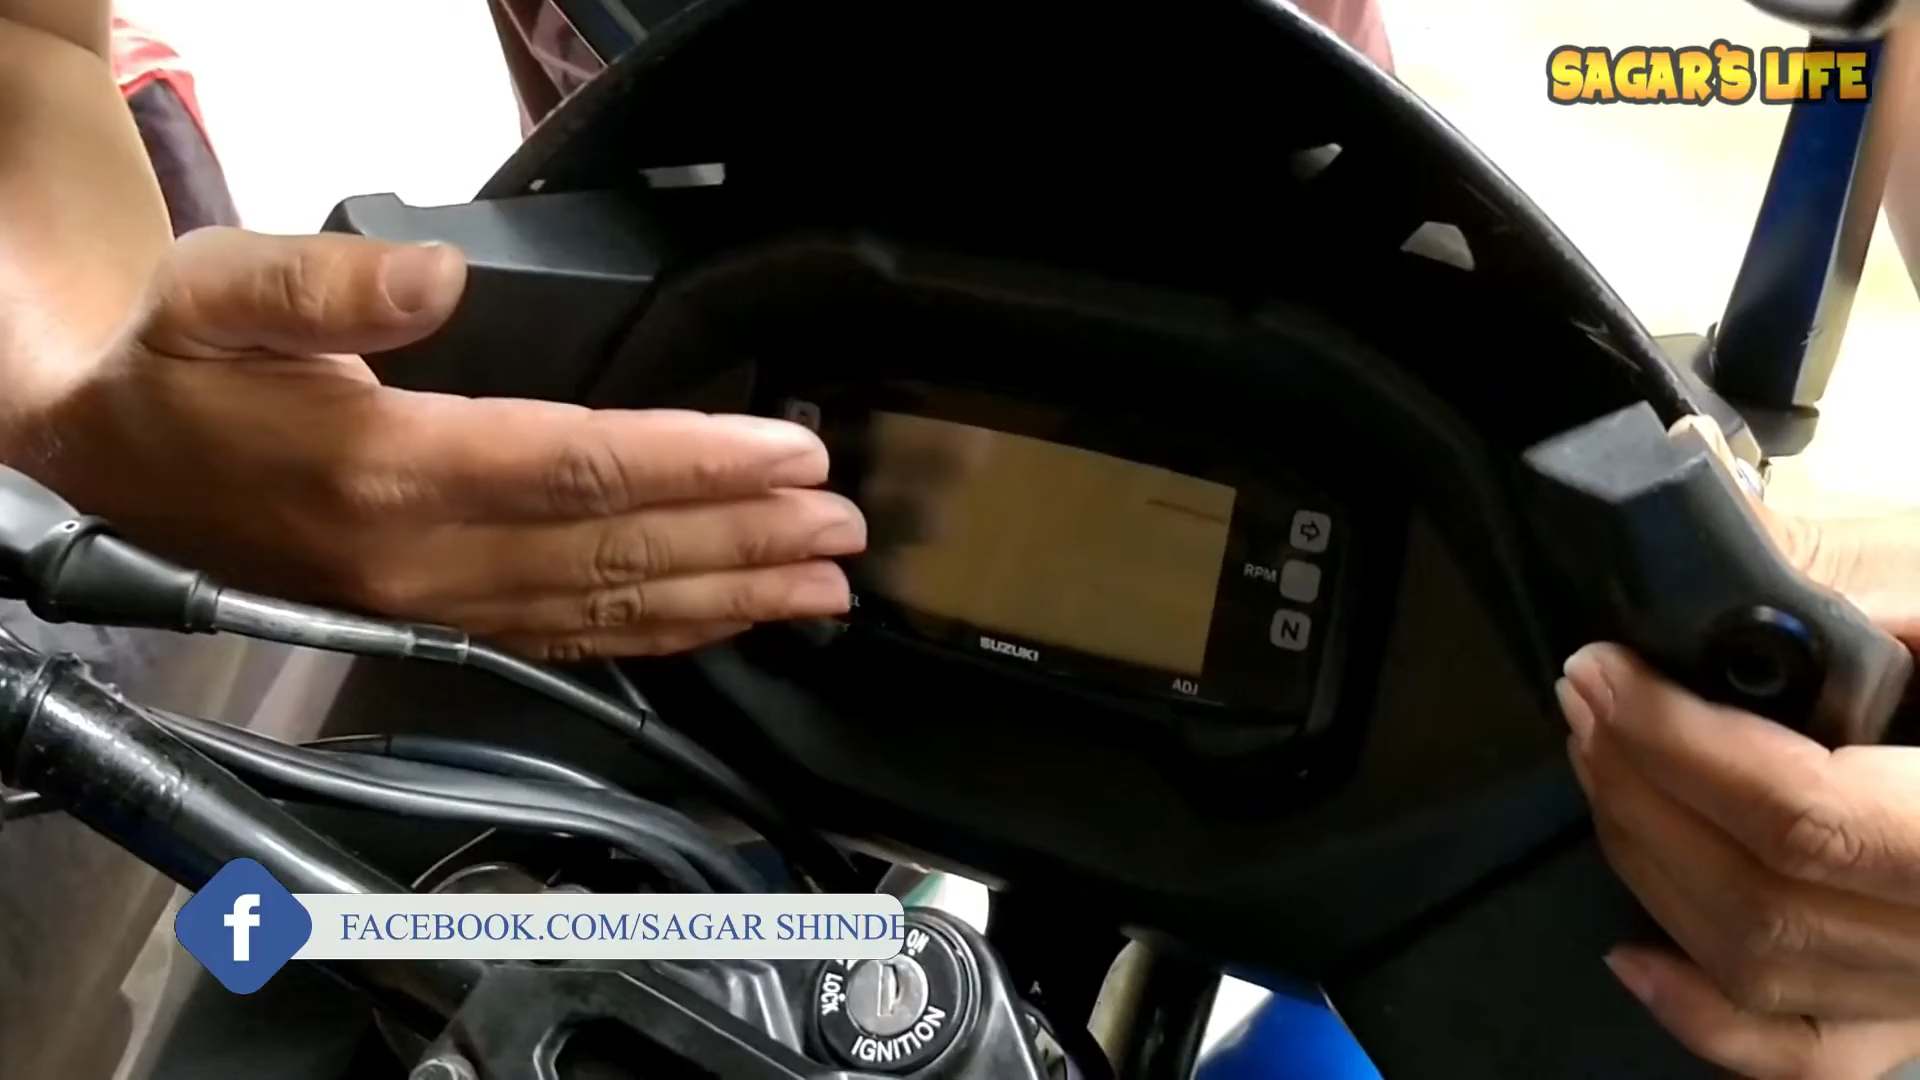 SAGAR'S LIFE
RPM
N
SUZUKI
ADJ
FACEBOOK.COM/SAGAR SHINDE
ON
LOCK
IGNITION
A